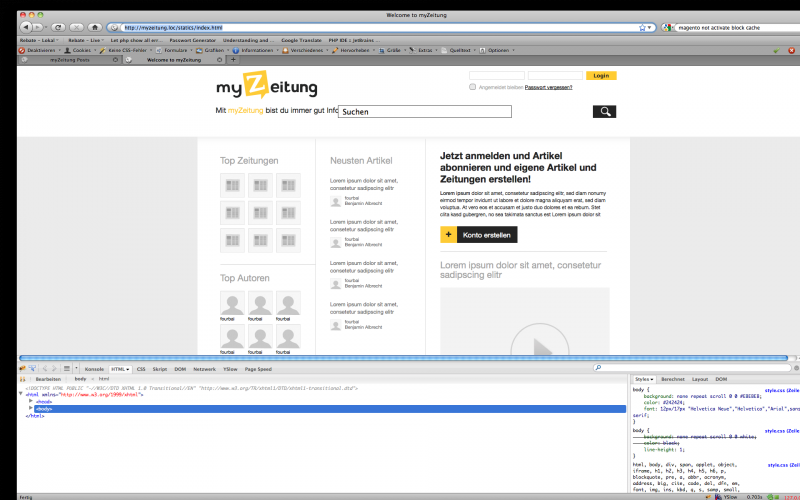 Welcome to myZeitung
http://myzeitung.loc/statics/index.html
magento not activate block cache
Rebate - Lokal
Rebate - Live
Let php show all err...
Password Generator
Understanding and ...
Google Translate
PHP IDE :: JetBrains ...
Deaktivieren
Cookies
Keine CSS-Fehler
Formulare
Grafiken
Informationen
Verschiedenes
Hervorheben
Größe
Extras
Quelltext
Optionen
myZeitung Posts
Welcome to myZeitung
myZeitung
Login
Angemeldet bleiben Passwort vergessen?
Mit myZeitung bist du immer gut Info
Suchen
Top Zeitungen
Top Autoren
fourbai
fourbai
fourbai
Neusten Artikel
Lorem ipsum dolor sit amet,
consetetur sadipscing elitr
fourbai
Benjamin Albrecht
Lorem ipsum dolor sit amet,
consetetur sadipscing elitr
fourbai
Benjamin Albrecht
Lorem ipsum dolor sit amet,
consetetur sadipscing elitr
fourbai
Benjamin Albrecht
Lorem ipsum dolor sit amet,
consetetur sadipscing elitr
fourbai
Benjamin Albrecht
Jetzt anmelden und Artikel
abonnieren und eigene Artikel und
Zeitungen erstellen!
Lorem ipsum dolor sit amet, consetetur sadipscing elitr, sed diam nonumy
eirmod tempor invidunt ut labore et dolore magna aliquyam erat, sed diam
voluptua. At vero eos et accusam et justo duo dolores et ea rebum. Stet
clita kasd gubergren, no sea takimata sanctus est Lorem ipsum dolor sit
+ Konto erstellen
Lorem ipsum dolor sit amet, consetetur
sadipscing elitr
Konsole
HTML
CSS
Skript
DOM
Netzwerk
YSlow
Page Speed
Bearbeiten
body < html
Styles
Berechnet
Layout
DOM
<!DOCTYPE HTML PUBLIC "-//W3C//DTD XHTML 1.0 Transitional//EN" "http://www.w3.org/TR/xhtml1/DTD/xhtml1-transitional.dtd">
<html xmlns="http://www.w3.org/1999/xhtml">
<head>
<body>
</html>
body { style.css (Zeile
background: none repeat scroll 0 0 #EBEBEB;
color: #242424;
font: 12px/17px "Helvetica Neue","Helvetica","Arial",sans
serif;
}
body { style.css (Zeile
background: none repeat scroll 0 0 white;
color: black;
line-height: 1;
}
html, body, div, span, applet, object, style.css (Zeile
iframe, h1, h2, h3, h4, h5, h6, p,
blockquote, pre, a, abbr, acronym,
address, big, cite, code, del, dfn, em,
font, img, ins, kbd, q, s, samp, small,
Fertig
YSlow
0.793s